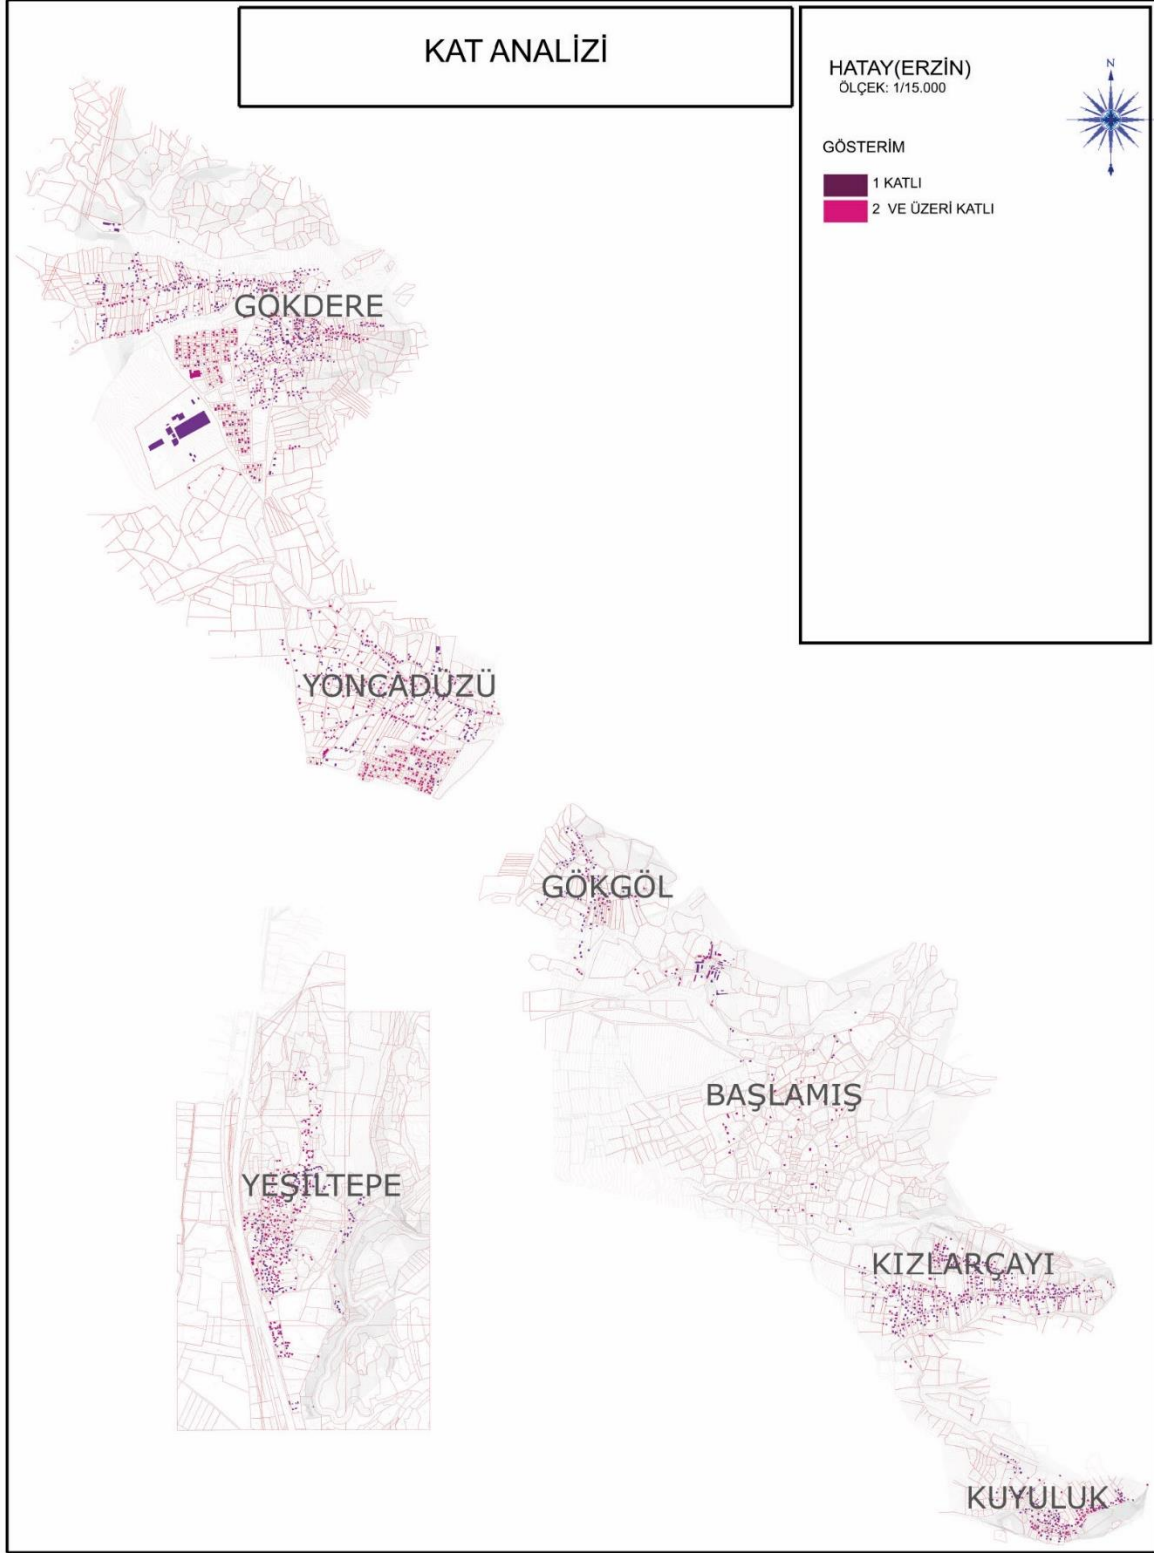 KAT ANALİZİ
HATAY(ERZİN)
ÖLÇEK: 1/15.000
N
GÖSTERİM
1 KATLI
2 VE ÜZERİ KATLI
GÖKDERE
YONCADÜZÜ
GÖKGÖL
BAŞLAMIŞ
YEŞİLTEPE
KIZLARÇAYI
KUYULUK